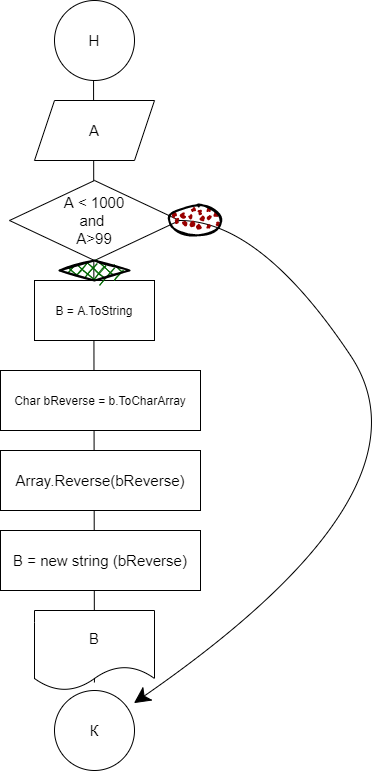 H
A
A < 1000
and
A>99
B = A.ToString
Char bReverse = b.ToCharArray
Array.Reverse(bReverse)
B = new string (bReverse)
B
K